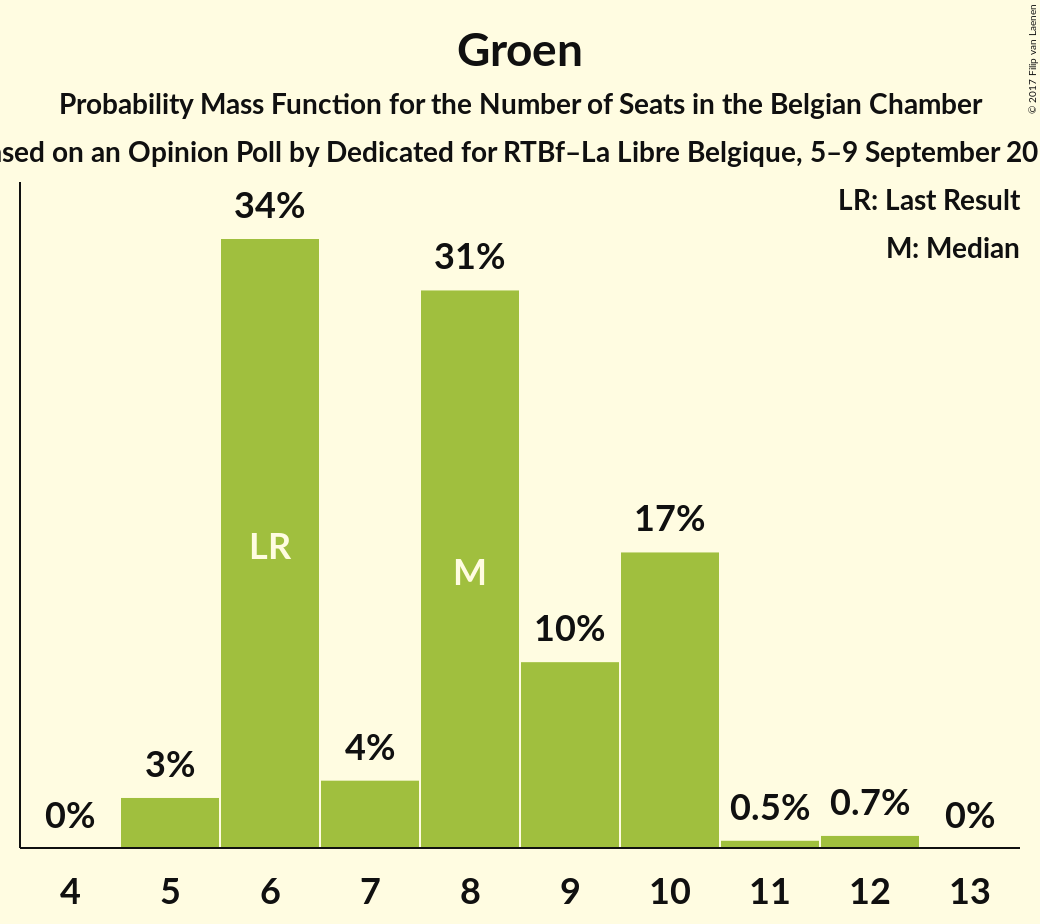 Groen
Probability Mass Function for the Number of Seats in the Belgian Chamber
on an Opinion Poll by Dedicated for RTBf–La Libre Belgique, 5–9 September
LR: Last Result
M: Median
34%
31%
17%
10%
4%
3%
0%
0.5%
0.7%
0%
LR
M
4 5 6 7 8 9 10 11 12 13
© 2017 Filip van Laenen